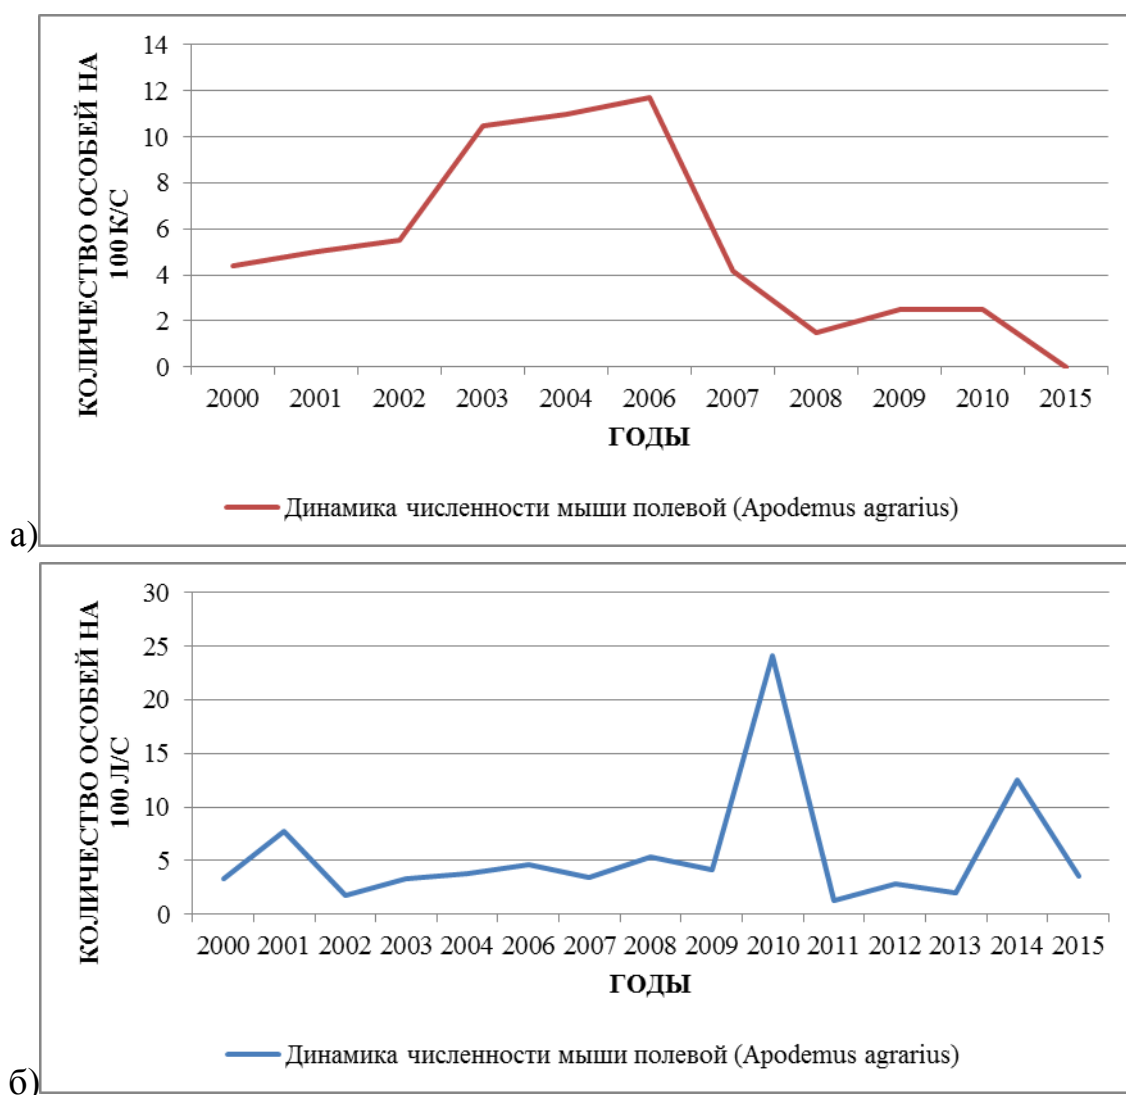 КОЛИЧЕСТВО ОСОБЕЙ НА
100 К/С
14
12
10
8
6
4
2
0
2000 2001 2002 2003 2004 2006 2007 2008 2009 2010 2015
ГОДЫ
Динамика численности мыши полевой (Apodemus agrarius)
а)
КОЛИЧЕСТВО ОСОБЕЙ НА
100 Л/С
30
25
20
15
10
5
0
2000 2001 2002 2003 2004 2006 2007 2008 2009 2010 2011 2012 2013 2014 2015
ГОДЫ
Динамика численности мыши полевой (Apodemus agrarius)
б)